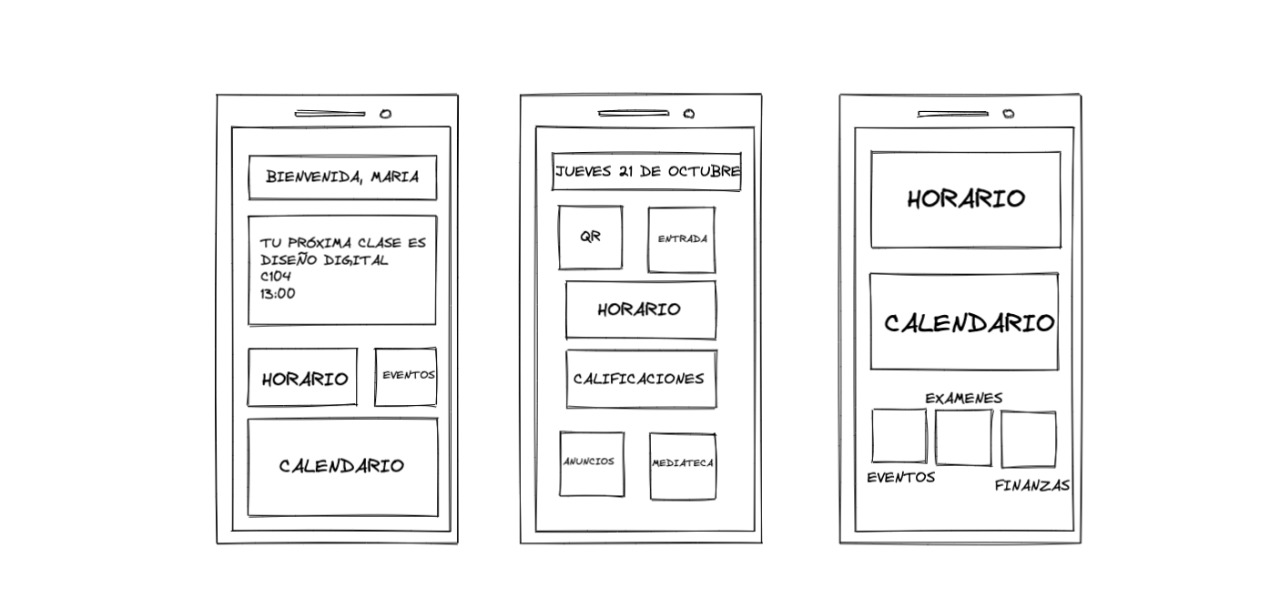 BIENVENIDA, MARIA
TU PRÓXIMA CLASE ES
DISEÑO DIGITAL
C104
13:00
HORARIO
EVENTOS
CALENDARIO
JUEVES 21 DE OCTUBRE
QR
ENTRADA
HORARIO
CALIFICACIONES
ANUNCIOS
MEDIATECA
HORARIO
CALENDARIO
EXAMENES
EVENTOS
FINANZAS